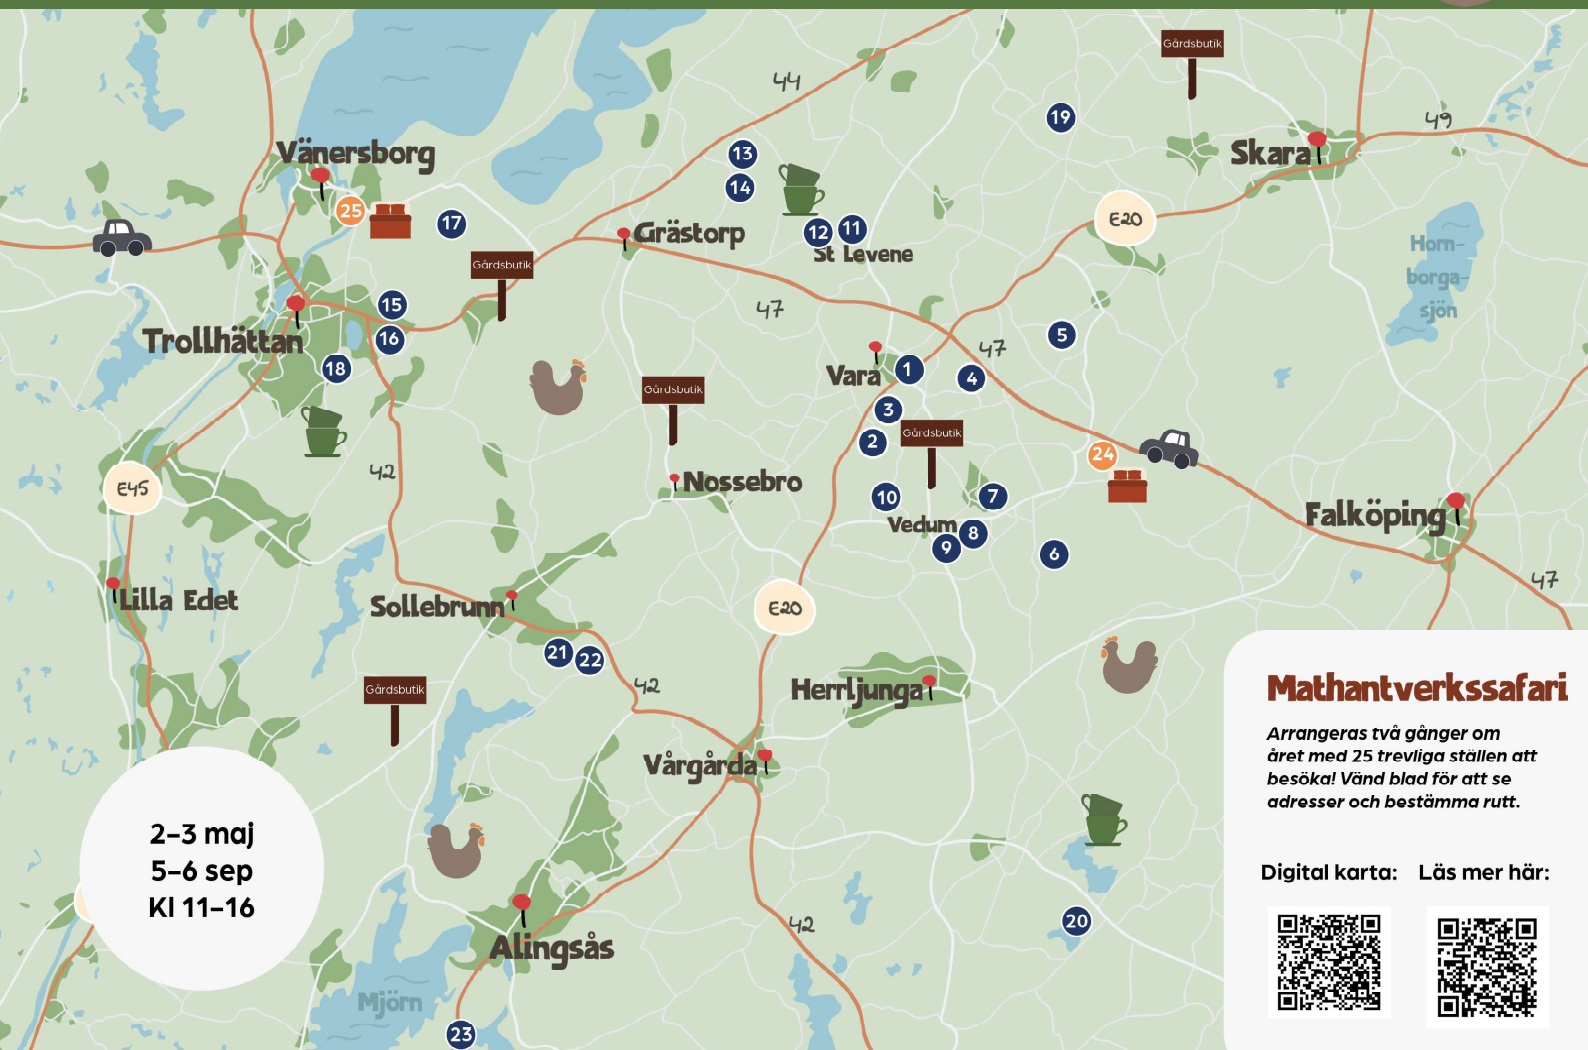 Gårdsbutik
44
19
49
Vänersborg
13
Skara
14
25
17
12
11
E20
Grästorp
St Levene
Horn-
borga-
sjön
Gårdsbutik
15
47
Trollhättan
16
5
47
18
Vara
1
4
Gårdsbutik
3
Gårdsbutik
2
24
42
E45
Nossebro
10
7
Vedum
8
9
6
Falköping
47
Lilla Edet
Sollebrunn
E20
21
22
42
Gårdsbutik
Herrljunga
Vårgårda
Mathantverkssafari
Arrangeras två gånger om
året med 25 trevliga ställen att
besöka! Vänd blad för att se
adresser och bestämma rutt.
2–3 maj
5–6 sep
Kl 11–16
Digital karta:
Läs mer här:
42
20
Alingsås
Mjörn
23